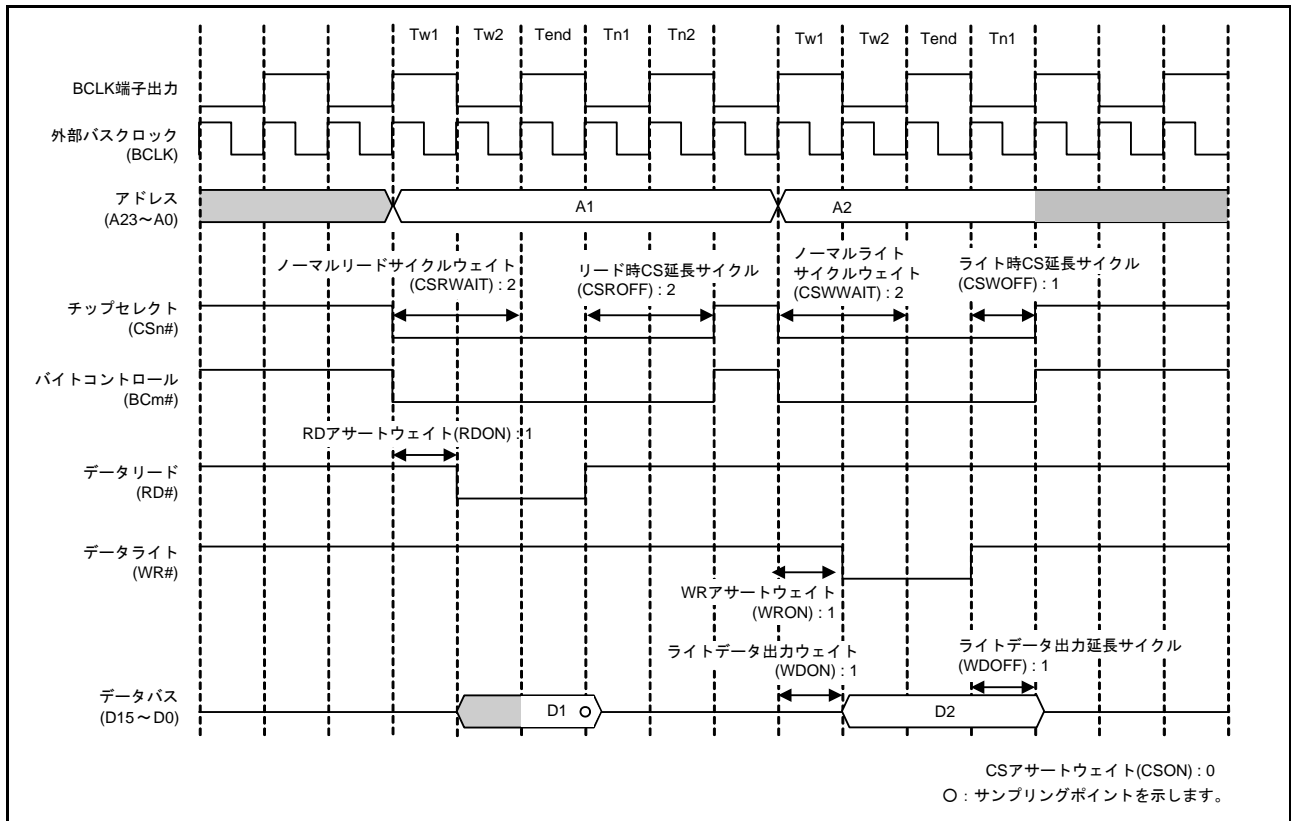 Tw1 Tw2 Tend Tn1 Tn2 Tw1 Tw2 Tend Tn1
BCLK端子出力
外部バスクロック
(BCLK)
アドレス
(A23～A0)
A1
A2
ノーマルリードサイクルウェイト
(CSRWAIT) : 2
リード時CS延長サイクル
(CSROFF) : 2
ノーマルライト
サイクルウェイト
(CSWWAIT) : 2
ライト時CS延長サイクル
(CSWOFF) : 1
チップセレクト
(CSn#)
バイトコントロール
(BCm#)
RDアサートウェイト(RDON) : 1
データリード
(RD#)
データライト
(WR#)
WRアサートウェイト
(WRON) : 1
ライトデータ出力ウェイト
(WDON) : 1
ライトデータ出力延長サイクル
(WDOFF) : 1
データバス
(D15～D0)
D1
D2
CSアサートウェイト(CSON) : 0
○ : サンプリングポイントを示します。